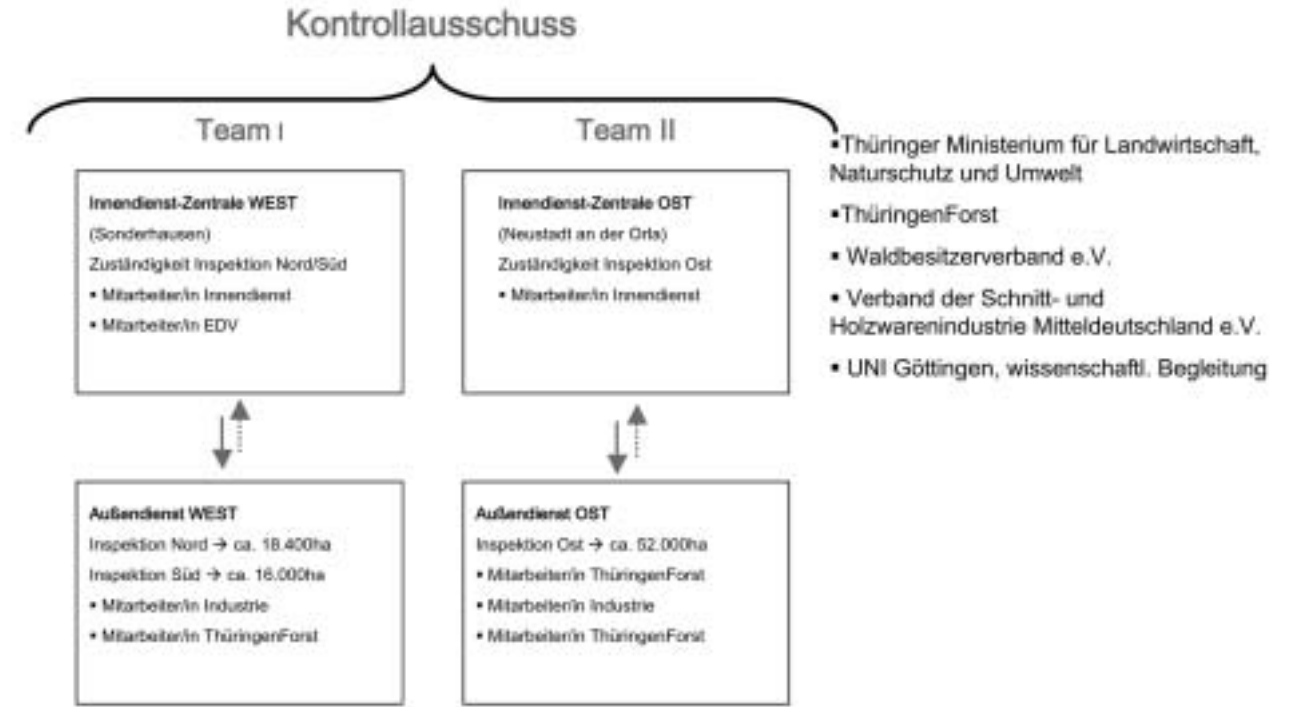 Kontrollausschuss
Team I
Innendienst-Zentrale WEST
(Sonderhausen)
Zuständigkeit Inspektion Nord/Süd
▪ Mitarbeiter/in Innendienst
▪ Mitarbeiter/in EDV
Außendienst WEST
Inspektion Nord → ca. 18.400ha
Inspektion Süd → ca. 16.000ha
▪ Mitarbeiter/in Industrie
▪ Mitarbeiter/in ThüringenForst
Team II
Innendienst-Zentrale OST
(Neustadt an der Orla)
Zuständigkeit Inspektion Ost
▪ Mitarbeiter/in Innendienst
Außendienst OST
Inspektion Ost → ca. 52.000ha
▪ Mitarbeiter/in ThüringenForst
▪ Mitarbeiter/in Industrie
▪ Mitarbeiter/in ThüringenForst
▪Thüringer Ministerium für Landwirtschaft,
Naturschutz und Umwelt
▪ThüringenForst
▪ Waldbesitzerverband e.V.
▪ Verband der Schnitt- und
Holzwarenindustrie Mitteldeutschland e.V.
▪ UNI Göttingen, wissenschaftl. Begleitung